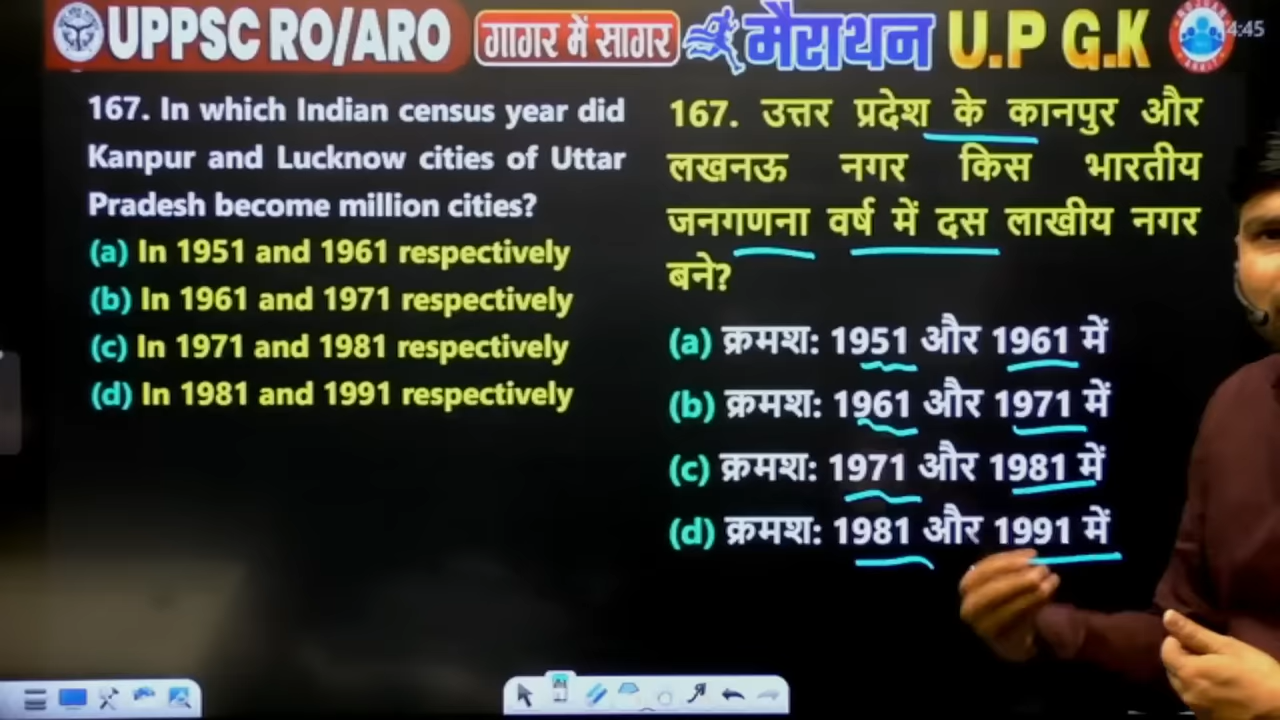 UPPSC RO/ARO गागर में सागर मैराथन U.P G.K
4:45
167. In which Indian census year did
Kanpur and Lucknow cities of Uttar
Pradesh become million cities?
(a) In 1951 and 1961 respectively
(b) In 1961 and 1971 respectively
(c) In 1971 and 1981 respectively
(d) In 1981 and 1991 respectively
167. उत्तर प्रदेश के कानपुर और
लखनऊ नगर किस भारतीय
जनगणना वर्ष में दस लाखीय नगर
बने?
(a) क्रमश: 1951 और 1961 में
(b) क्रमश: 1961 और 1971 में
(c) क्रमश: 1971 और 1981 में
(d) क्रमश: 1981 और 1991 में